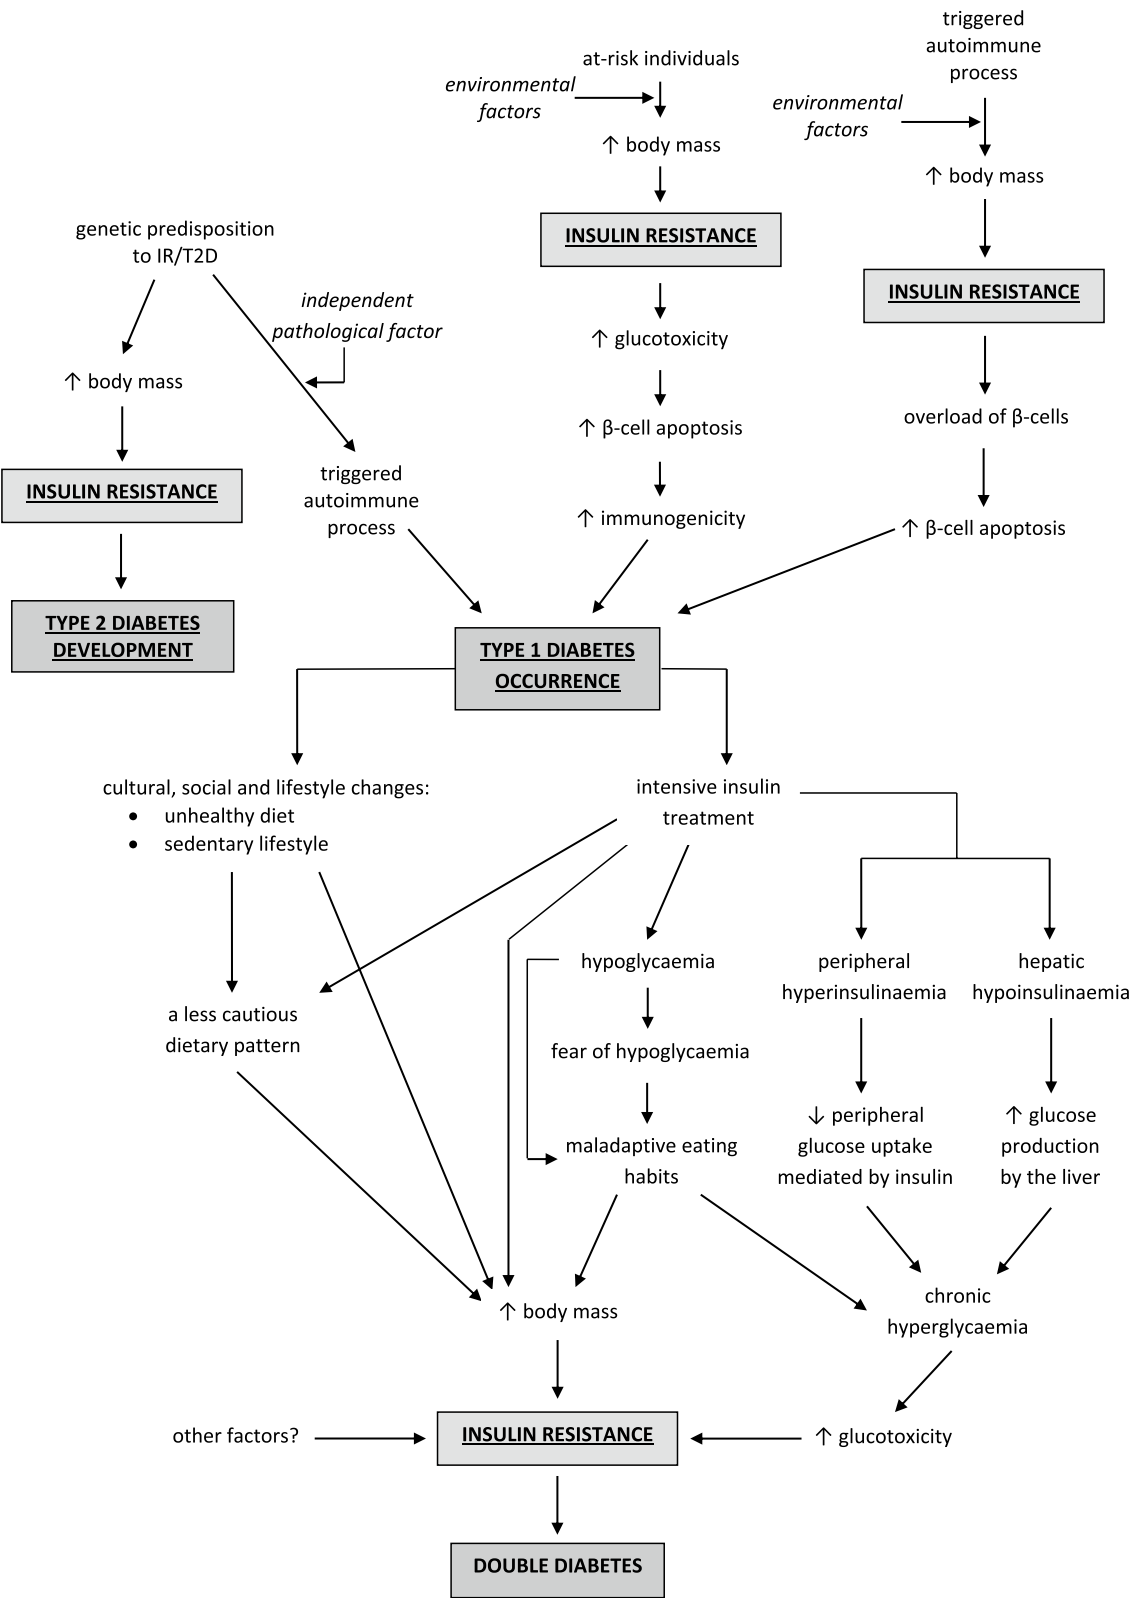 triggered
autoimmune
process
at-risk individuals
environmental
factors
environmental
factors
↑ body mass
↑ body mass
genetic predisposition
to IR/T2D
INSULIN RESISTANCE
INSULIN RESISTANCE
independent
pathological factor
↑ glucotoxicity
↑ body mass
overload of β-cells
↑ β-cell apoptosis
triggered
autoimmune
process
INSULIN RESISTANCE
↑ immunogenicity
↑ β-cell apoptosis
TYPE 2 DIABETES
DEVELOPMENT
TYPE 1 DIABETES
OCCURRENCE
cultural, social and lifestyle changes:
• unhealthy diet
• sedentary lifestyle
intensive insulin
treatment
hypoglycaemia
peripheral
hyperinsulinaemia
hepatic
hypoinsulinaemia
a less cautious
dietary pattern
fear of hypoglycaemia
maladaptive eating
habits
↓ peripheral
glucose uptake
mediated by insulin
↑ glucose
production
by the liver
↑ body mass
chronic
hyperglycaemia
other factors?
INSULIN RESISTANCE
↑ glucotoxicity
DOUBLE DIABETES